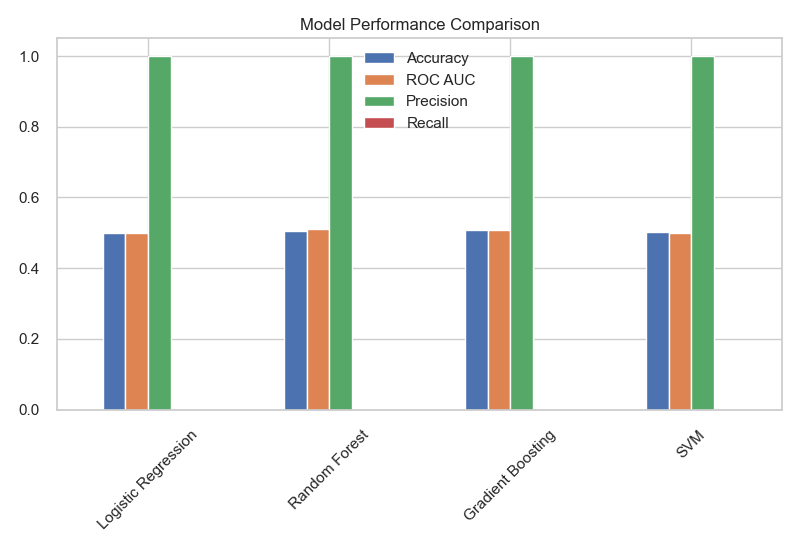 Model Performance Comparison
Accuracy
ROC AUC
Precision
Recall
1.0
0.8
0.6
0.4
0.2
0.0
Logistic Regression
Random Forest
Gradient Boosting
SVM